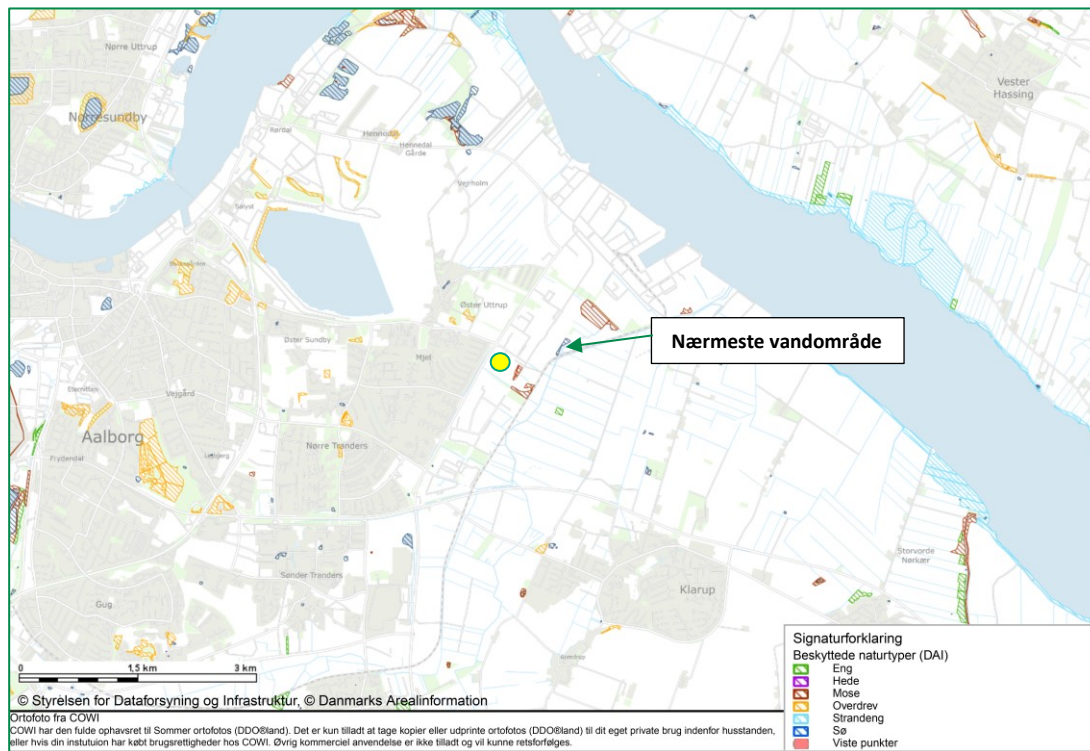 Nørre Uttrup
Vester
Hassing
Nørresundby
Rørdal
Hennedal
Hennedal
Gårde
Vejrholm
Øster Uttrup
Nærmeste vandområde
Øster Sundby
Vejgård
Aalborg
Nørre Tranders
Storvorde
Nørkær
Sønder Tranders
Klarup
Gug
Signaturforklaring
Beskyttede naturtyper (DAI)
Eng
Hede
Mose
Overdrev
Strandeng
Sø
Viste punkter
0 1,5 km 3 km
© Styrelsen for Dataforsyning og Infrastruktur, © Danmarks Arealinformation
Ortofoto fra COWI
COWI har den fulde ophavsret til Sommer ortofotos (DDO®land). Det er kun tilladt at tage kopier eller udprinte ortofotos (DDO®land) til dit eget private brug indenfor husstanden,
eller hvis din instutuion har købt brugsrettigheder hos COWI. Øvrig kommerciel anvendelse er ikke tilladt og vil kunne retsforfølges.